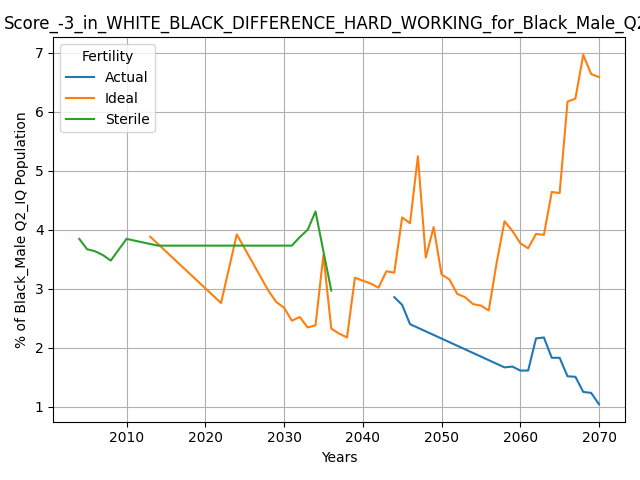 Score_-3_in_WHITE_BLACK_DIFFERENCE_HARD_WORKING_for_Black_Male_Q2
Fertility
Actual
Ideal
Sterile
% of Black_Male Q2_IQ Population
7
6
5
4
3
2
1
2010 2020 2030 2040 2050 2060 2070
Years